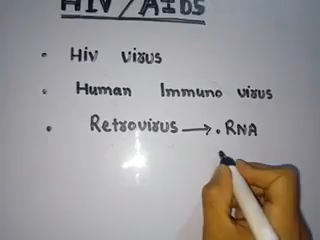 HIV/AIDS
• Hiv virus
• Human Immuno virus
• Retrovirus → . RNA